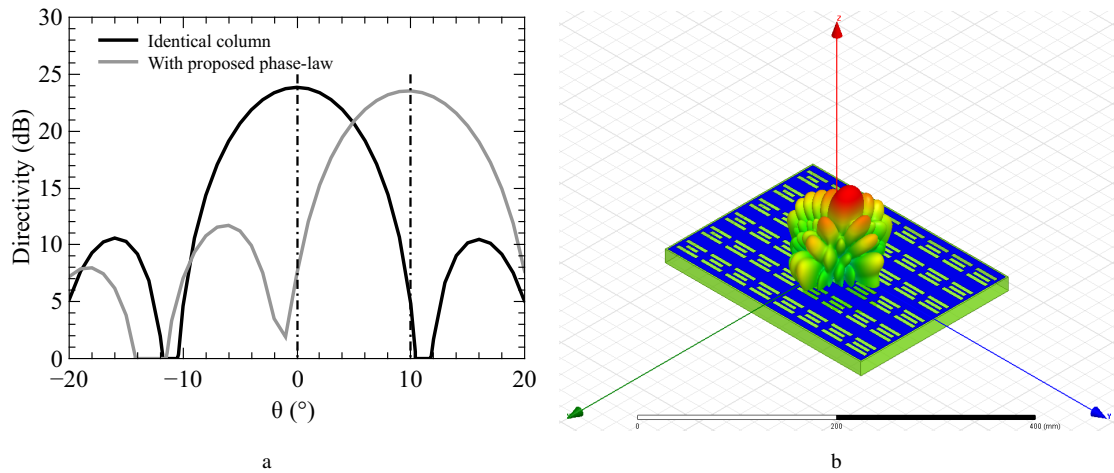 30
25
20
15
10
5
0
Directivity (dB)
Identical column
With proposed phase-law
−20
−10
0
10
20
θ (°)
a
Z
Y
0
200
400 (mm)
b